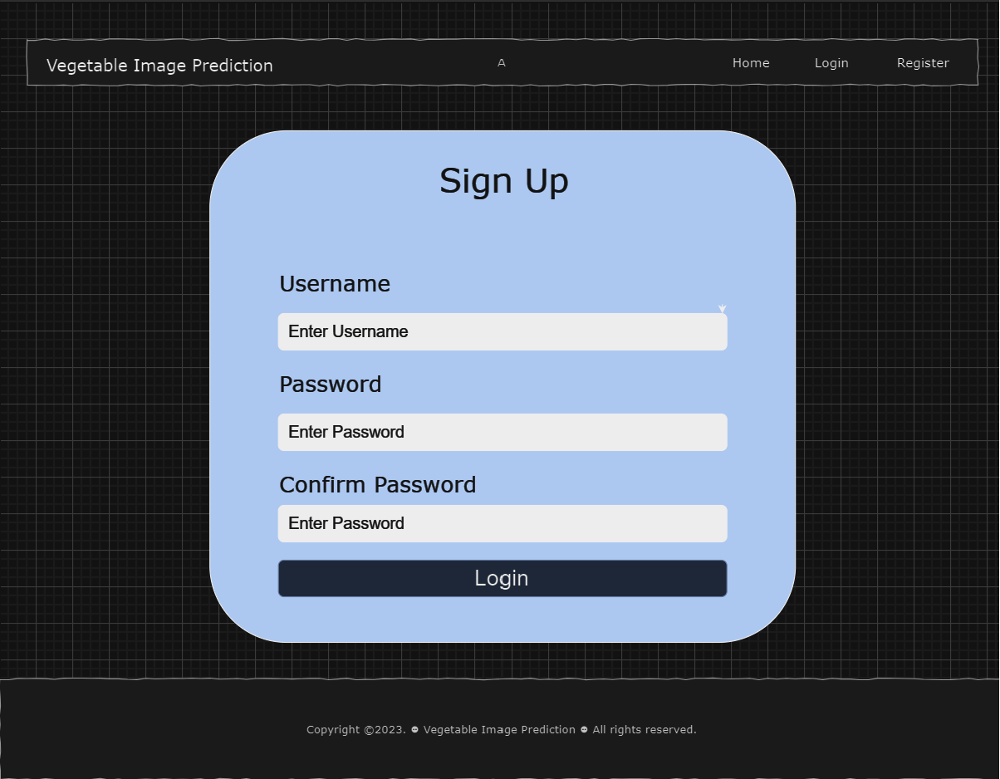 Vegetable Image Prediction A Home Login Register
Sign Up
Username
Enter Username
Password
Enter Password
Confirm Password
Enter Password
Login
Copyright ©2023. ⚉ Vegetable Image Prediction ⚉ All rights reserved.